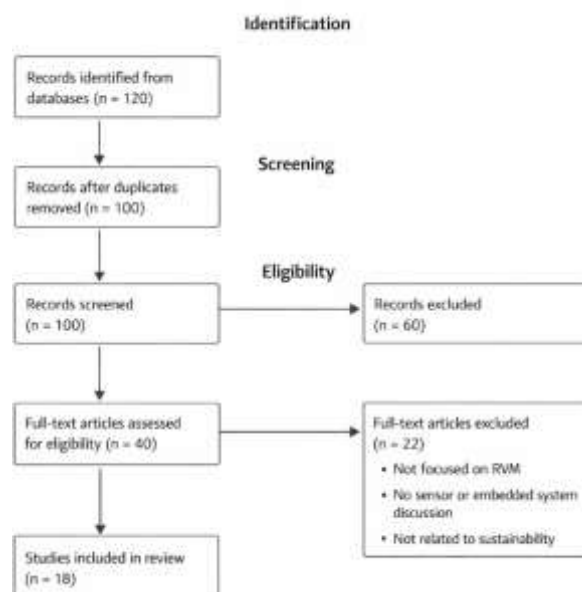 Identification
Records identified from
databases (n = 120)
Screening
Records after duplicates
removed (n = 100)
Eligibility
Records screened
(n = 100)
Records excluded
(n = 60)
Full-text articles assessed
for eligibility (n = 40)
Full-text articles excluded
(n = 22)
• Not focused on RVM
• No sensor or embedded system
discussion
• Not related to sustainability
Studies included in review
(n = 18)